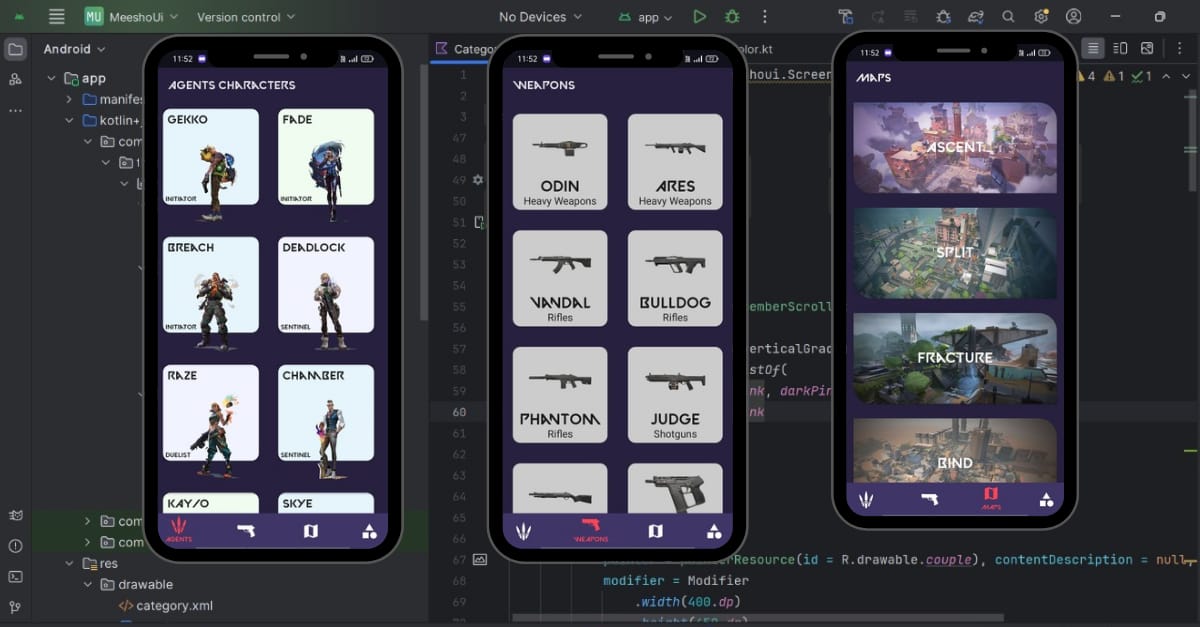 MU MeeshoUi Version control No Devices app
Android
app
manifes
kotlin+
com
com
com
res
drawable
category.xml
11:52
AGENTS CHARACTERS
GEKKO
INITIATOR
FADE
INITIATOR
BREACH
INITIATOR
DEADLOCK
SENTINEL
RAZE
DUELIST
CHAMBER
SENTINEL
KAY/O
SKYE
AGENTS
Catego
olor.kt
4 1 1
1
2
3
47
48
49
50
51
52
53
54
55
56
57
58
59
60
61
62
63
64
65
66
67
68
69
houi.Screen
emberScroll
erticalGrad
stOf(
nk, darkPin
nk
11:52
WEAPONS
ODIN
Heavy Weapons
ARES
Heavy Weapons
VANDAL
Rifles
BULLDOG
Rifles
PHANTOM
Rifles
JUDGE
Shotguns
WEAPONS
11:52
MAPS
ASCENT
SPLIT
FRACTURE
BIND
MAPS
Resource(id = R.drawable.couple), contentDescription = null,
modifier = Modifier
.width(400.dp)